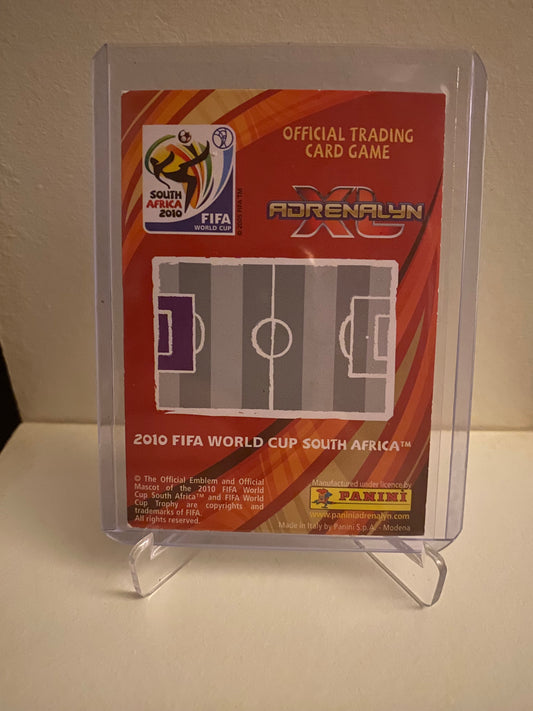 OFFICIAL TRADING
CARD GAME
SOUTH
AFRICA
2010
FIFA
WORLD CUP
© 2005 FIFA TM
ADRENALYN
XL
2010 FIFA WORLD CUP SOUTH AFRICA™
© The Official Emblem and Official
Mascot of the 2010 FIFA World
Cup South Africa™ and FIFA World
Cup Trophy are copyrights and
trademarks of FIFA.
All rights reserved.
Manufactured under licence by
PANINI
www.paniniadrenalyn.com
Made in Italy by Panini S.p.A. - Modena